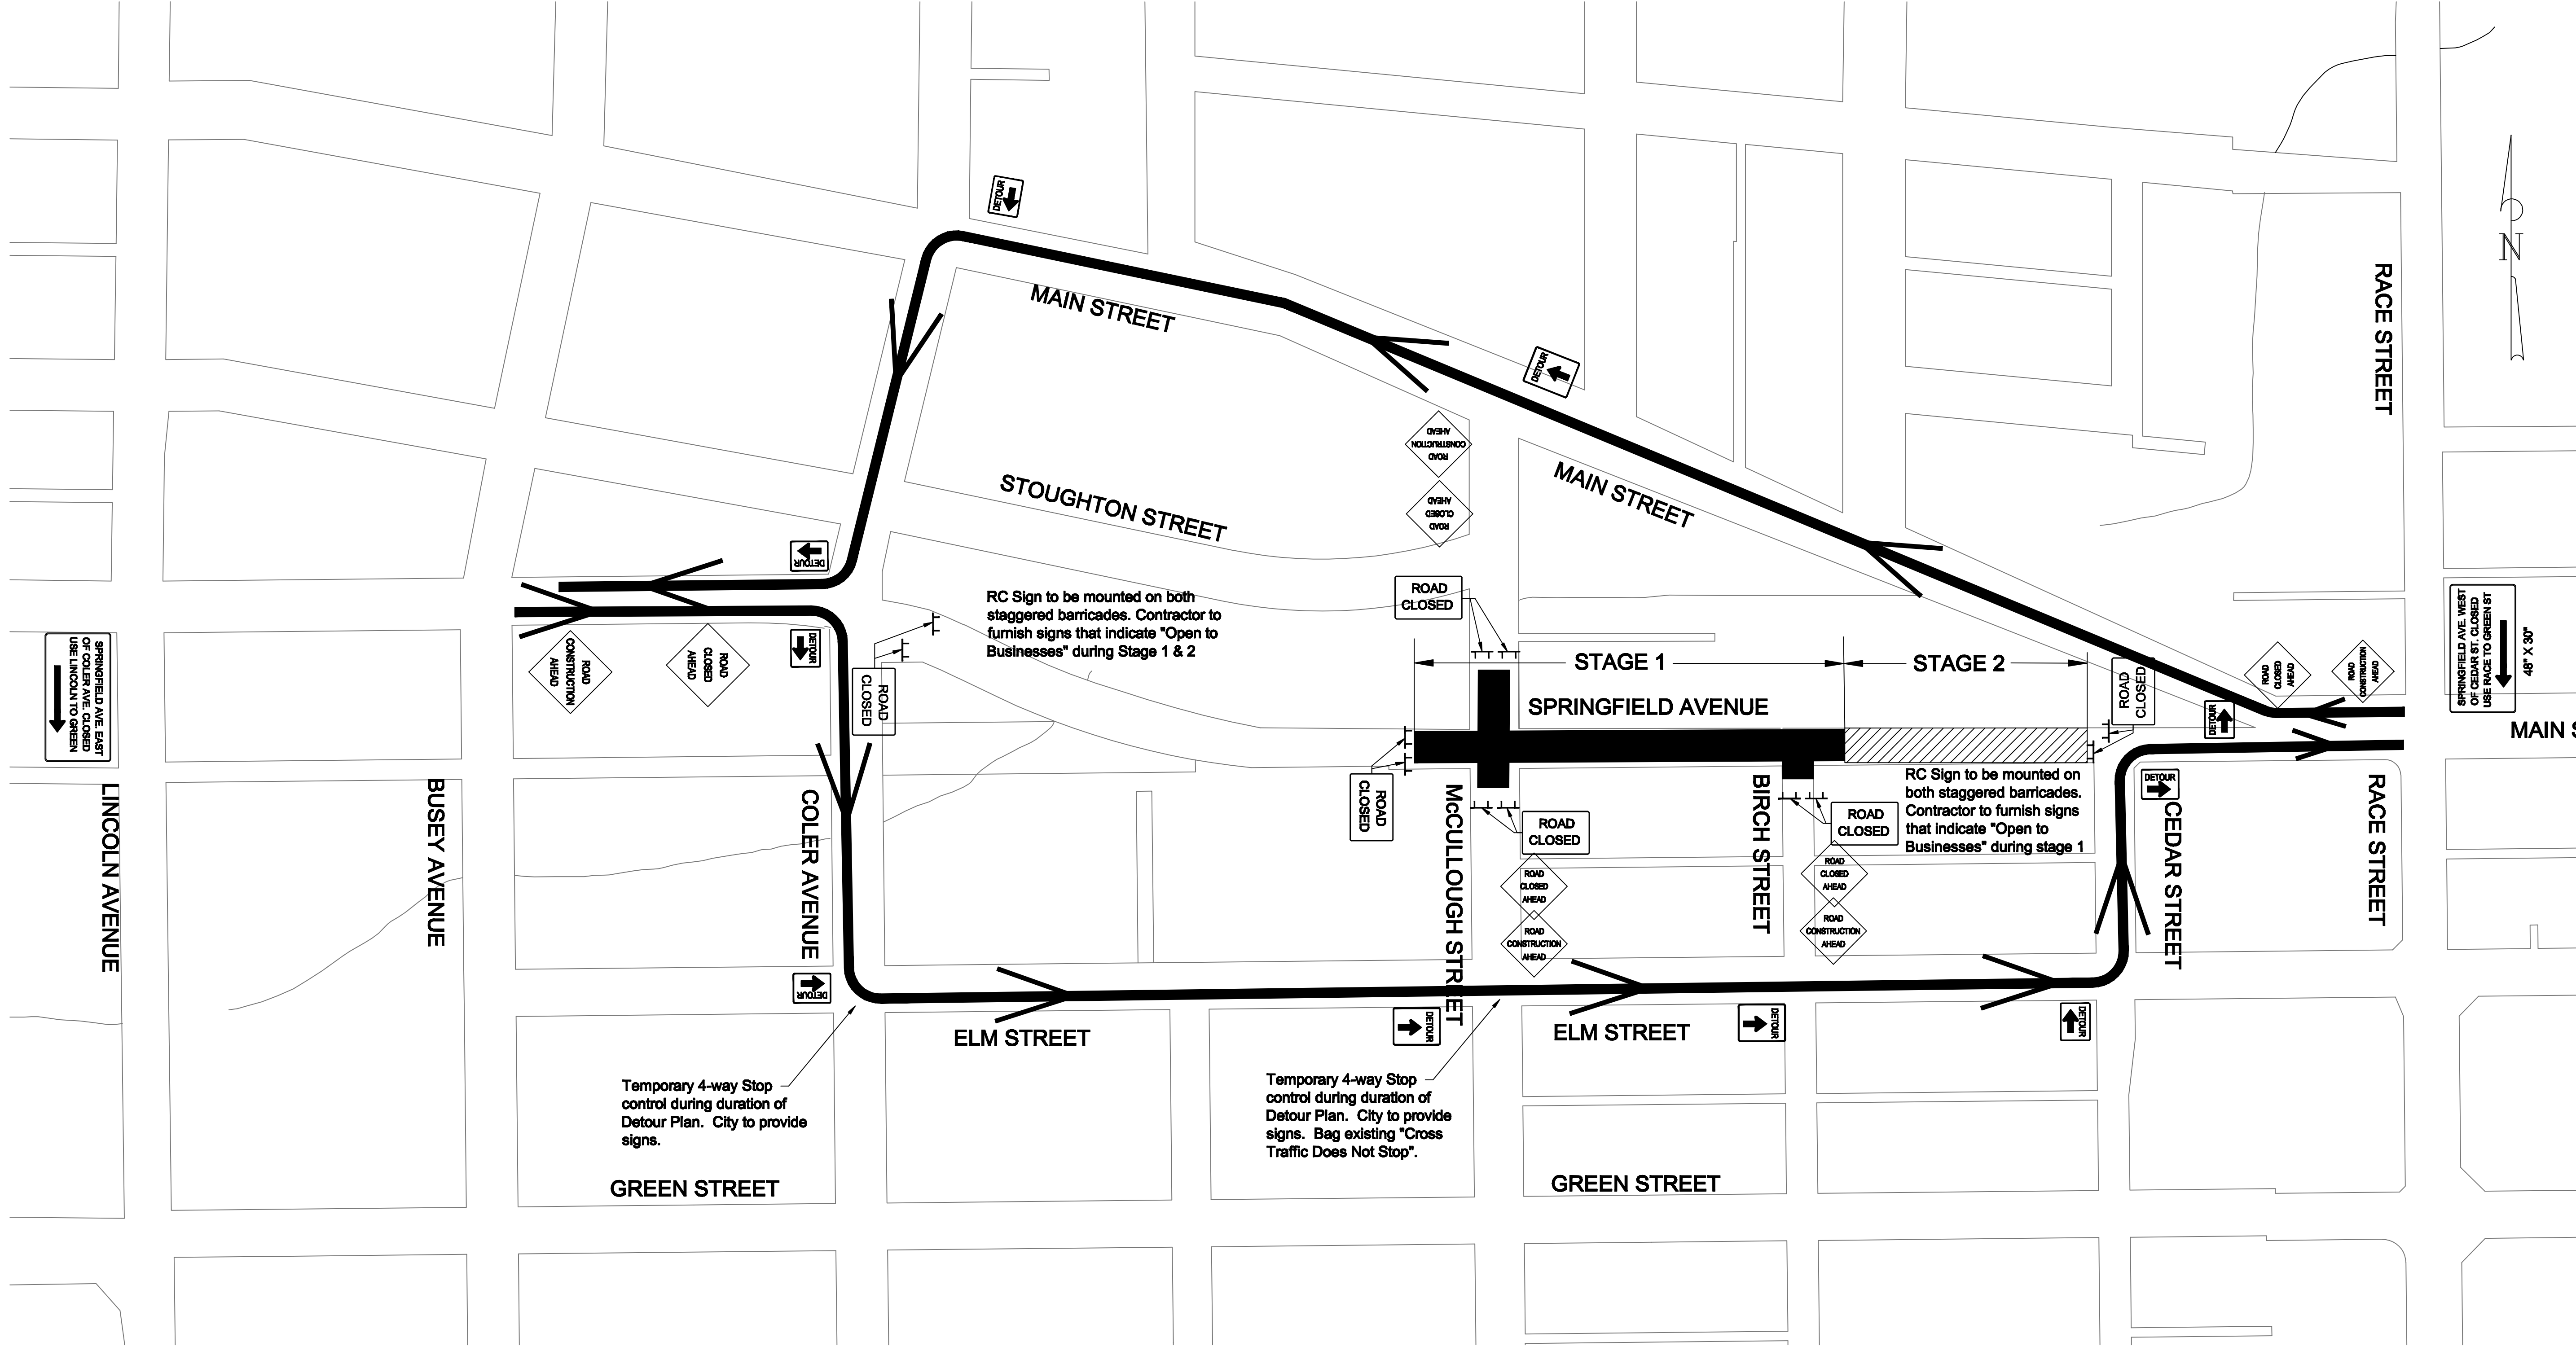 DETOUR
RACE STREET
N
MAIN STREET
DETOUR
ROAD
CONSTRUCTION
AHEAD
ROAD
CLOSED
AHEAD
STOUGHTON STREET
MAIN STREET
DETOUR
RC Sign to be mounted on both
staggered barricades. Contractor to
furnish signs that indicate "Open to
Businesses" during Stage 1 & 2
ROAD
CLOSED
SPRINGFIELD AVE. WEST
OF CEDAR ST. CLOSED
USE RACE TO GREEN ST
48" X 30"
SPRINGFIELD AVE. EAST
OF COLER AVE. CLOSED
USE LINCOLN TO GREEN
ROAD
CONSTRUCTION
AHEAD
ROAD
CLOSED
AHEAD
DETOUR
ROAD
CLOSED
STAGE 1
STAGE 2
ROAD
CLOSED
ROAD
CLOSED
AHEAD
ROAD
CONSTRUCTION
AHEAD
SPRINGFIELD AVENUE
DETOUR
MAIN S
LINCOLN AVENUE
BUSEY AVENUE
COLER AVENUE
ROAD
CLOSED
McCULLOUGH STREET
ROAD
CLOSED
BIRCH STREET
ROAD
CLOSED
RC Sign to be mounted on
both staggered barricades.
Contractor to furnish signs
that indicate "Open to
Businesses" during stage 1
DETOUR
CEDAR STREET
RACE STREET
ROAD
CLOSED
AHEAD
ROAD
CONSTRUCTION
AHEAD
ROAD
CLOSED
AHEAD
ROAD
CONSTRUCTION
AHEAD
DETOUR
ELM STREET
DETOUR
ELM STREET
DETOUR
DETOUR
Temporary 4-way Stop
control during duration of
Detour Plan. City to provide
signs.
Temporary 4-way Stop
control during duration of
Detour Plan. City to provide
signs. Bag existing "Cross
Traffic Does Not Stop".
GREEN STREET
GREEN STREET